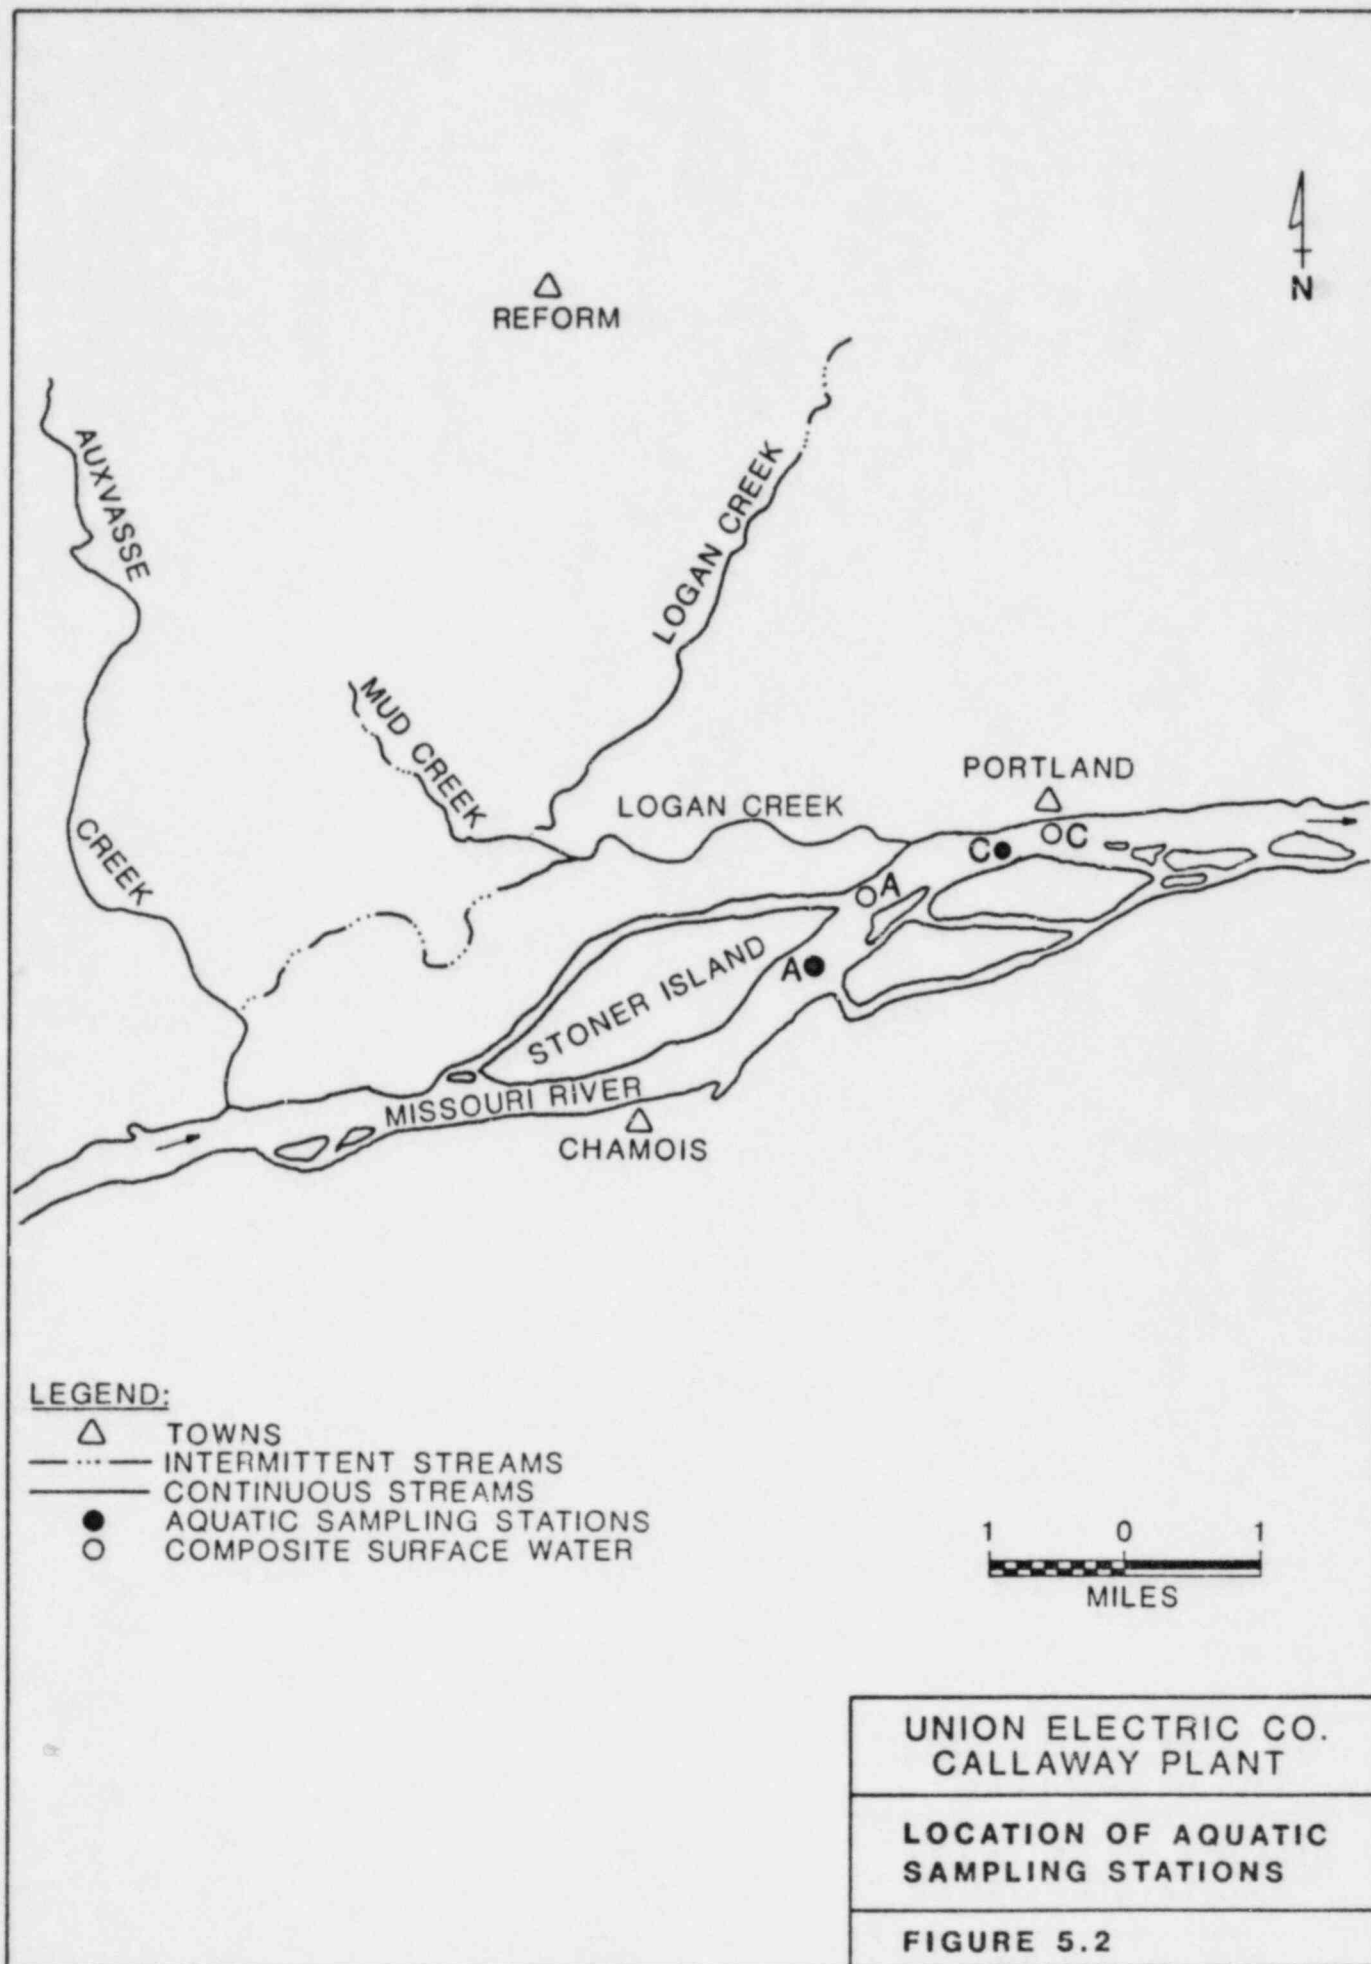 N
REFORM
AUXVASSE
CREEK
LOGAN CREEK
MUD CREEK
LOGAN CREEK
PORTLAND
C
C
A
A
STONER ISLAND
MISSOURI RIVER
CHAMOIS
LEGEND:
TOWNS
INTERMITTENT STREAMS
CONTINUOUS STREAMS
AQUATIC SAMPLING STATIONS
COMPOSITE SURFACE WATER
1 0 1
MILES
UNION ELECTRIC CO.
CALLAWAY PLANT
LOCATION OF AQUATIC
SAMPLING STATIONS
FIGURE 5.2